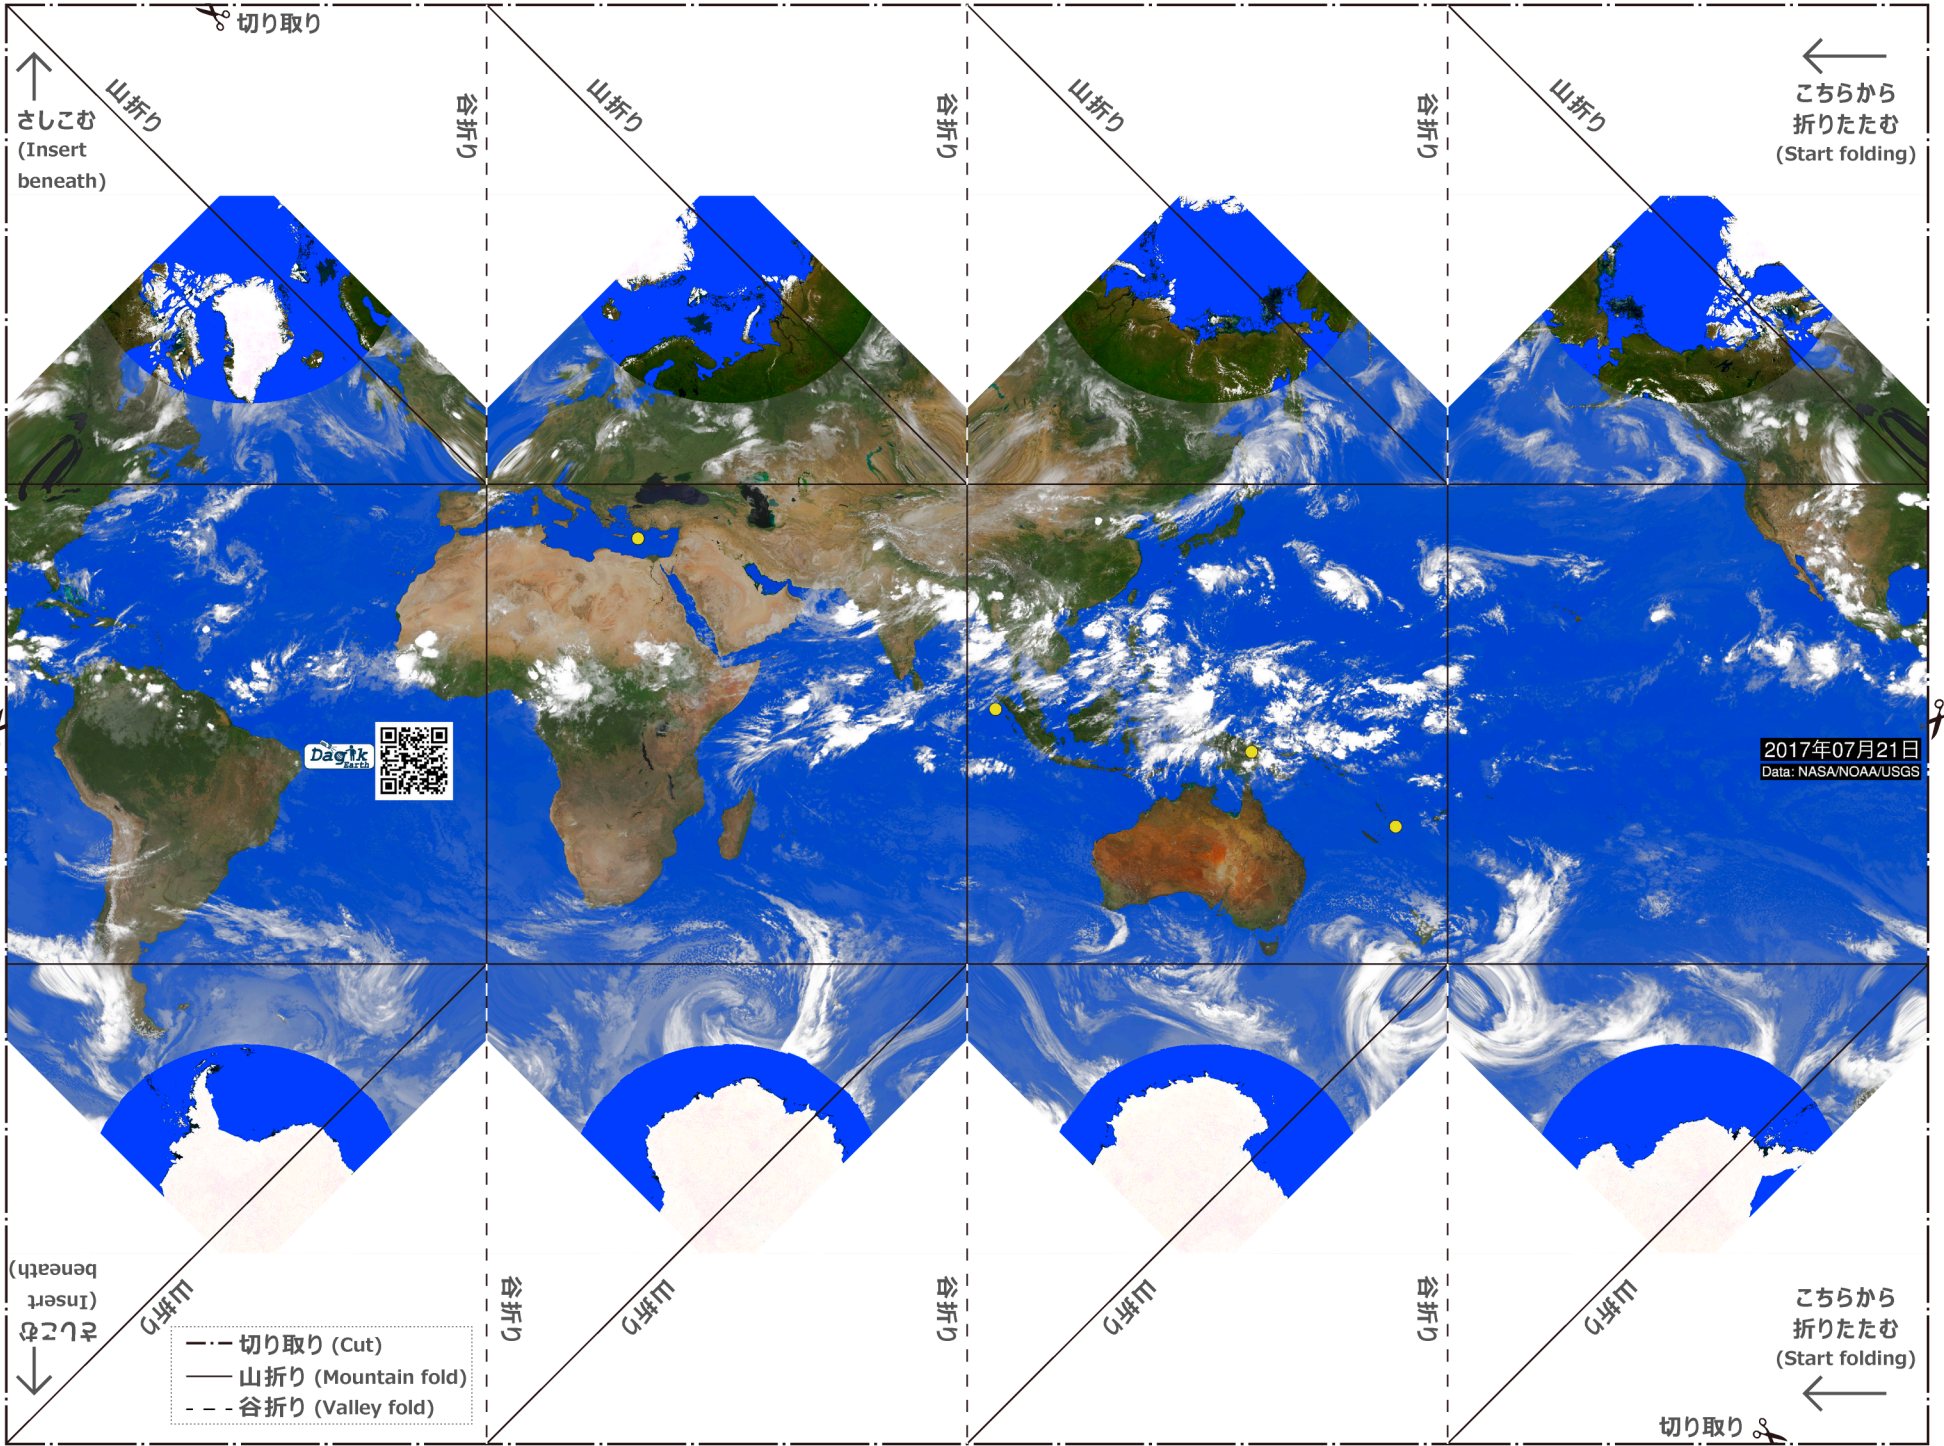 切り取り
山折り
谷折り
山折り
谷折り
山折り
谷折り
山折り
さしこむ
(Insert
beneath)
こちらから
折りたたむ
(Start folding)
Dagik
Earth
2017年07月21日
Data: NASA/NOAA/USGS
さしこむ
(Insert
beneath)
山折り
谷折り
山折り
谷折り
山折り
谷折り
山折り
切り取り (Cut)
山折り (Mountain fold)
谷折り (Valley fold)
こちらから
折りたたむ
(Start folding)
切り取り